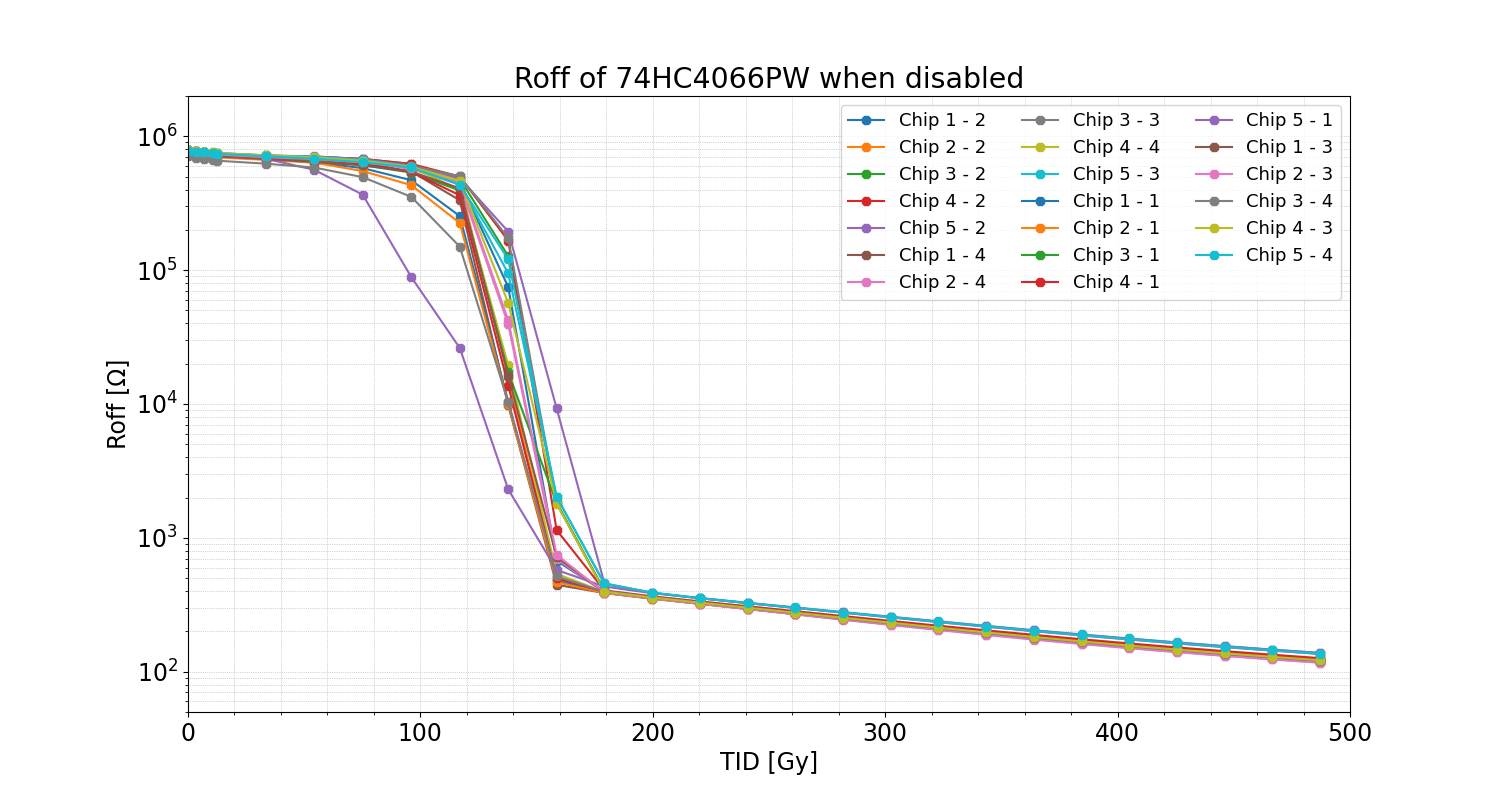 Roff of 74HC4066PW when disabled
Roff [Ω]
10^6
10^5
10^4
10^3
10^2
Chip 1 - 2
Chip 2 - 2
Chip 3 - 2
Chip 4 - 2
Chip 5 - 2
Chip 1 - 4
Chip 2 - 4
Chip 3 - 3
Chip 4 - 4
Chip 5 - 3
Chip 1 - 1
Chip 2 - 1
Chip 3 - 1
Chip 4 - 1
Chip 5 - 1
Chip 1 - 3
Chip 2 - 3
Chip 3 - 4
Chip 4 - 3
Chip 5 - 4
0 100 200 300 400 500
TID [Gy]